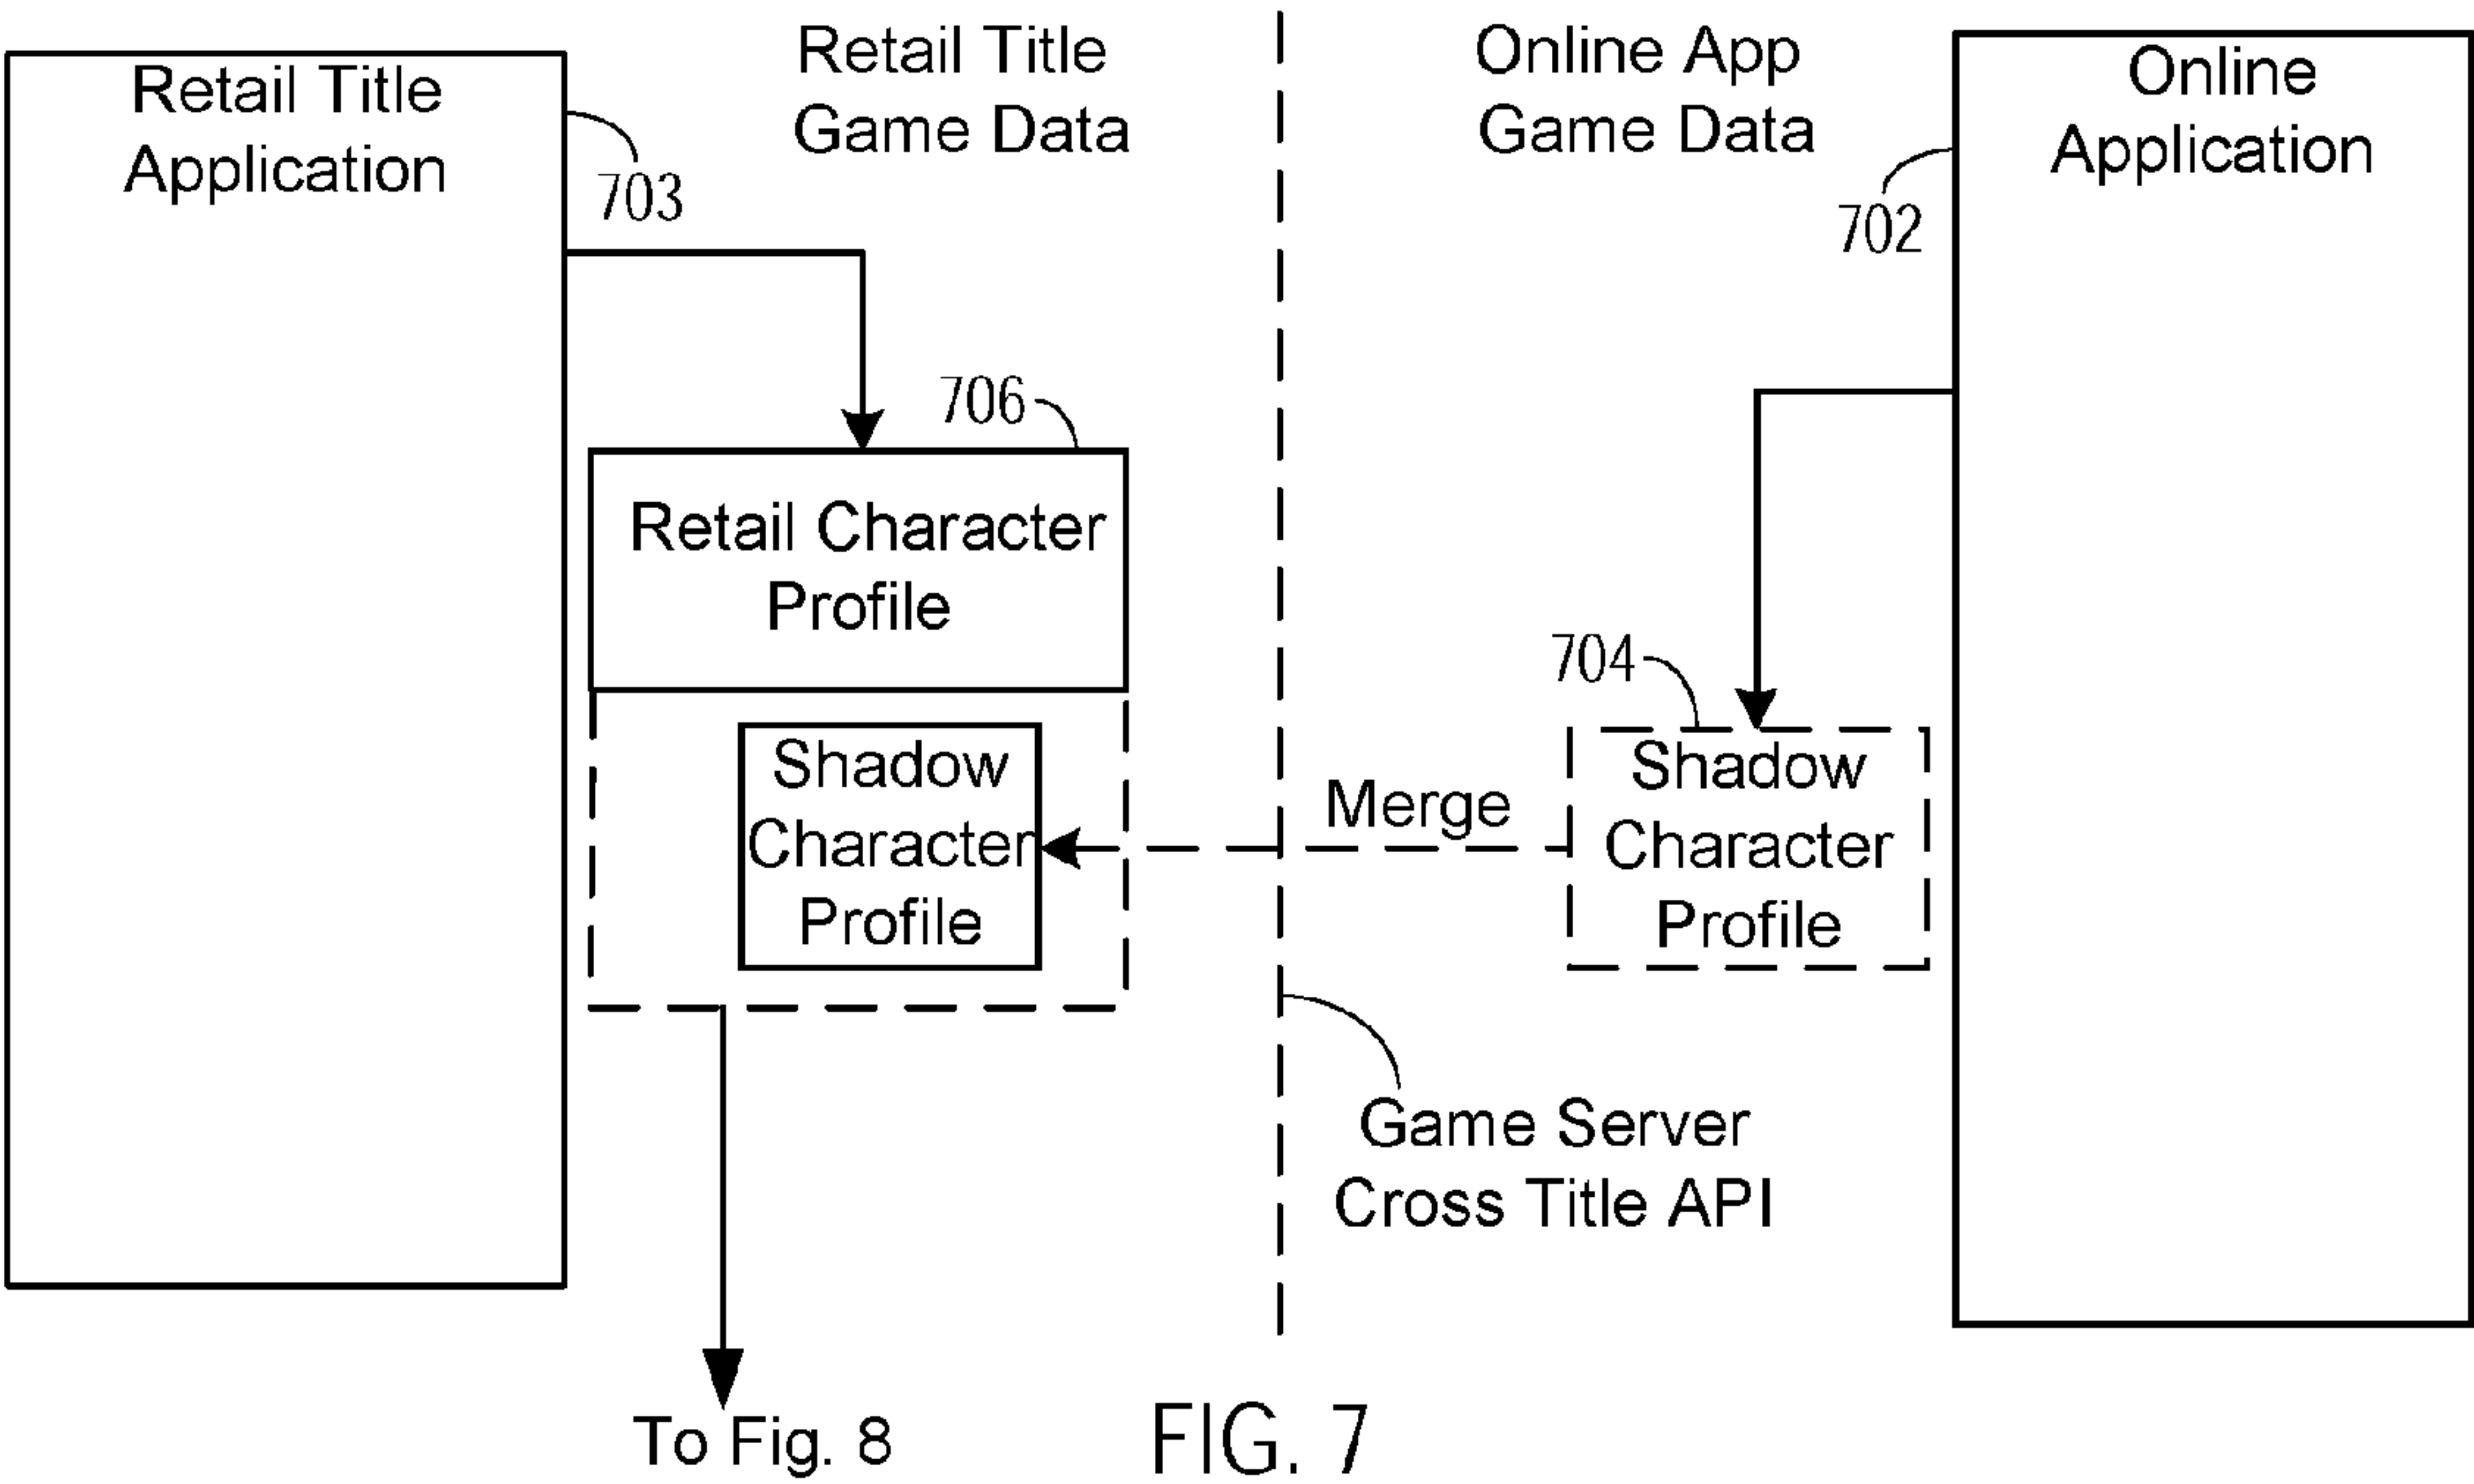 Retail Title
Application
703
Retail Title
Game Data
Online App
Game Data
Online
Application
702
706
Retail Character
Profile
704
Shadow
Character
Profile
Merge
Shadow
Character
Profile
Game Server
Cross Title API
To Fig. 8
FIG. 7